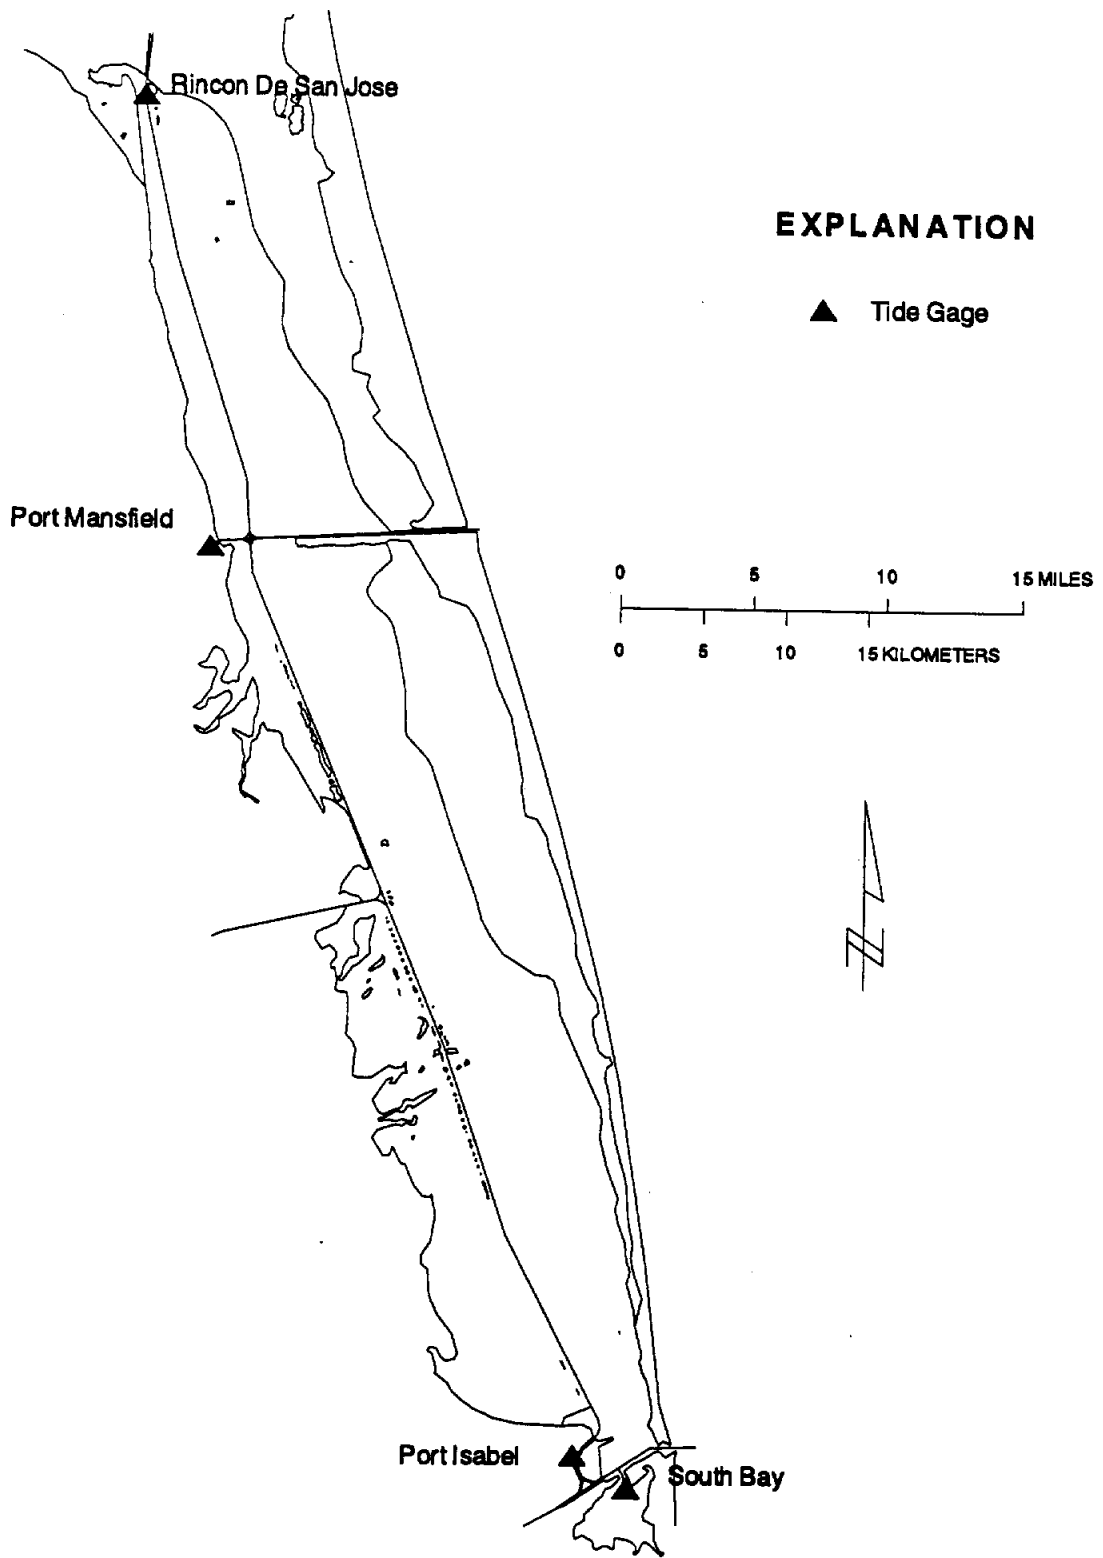 Rincon De San Jose
EXPLANATION
Tide Gage
Port Mansfield
0 5 10 15 MILES
0 5 10 15 KILOMETERS
N
Port Isabel
South Bay